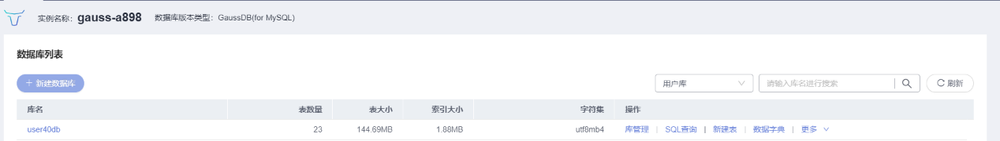 实例名称： gauss-a898 数据库版本类型： GaussDB(for MySQL)
数据库列表
+ 新建数据库 用户库 请输入库名进行搜索 刷新
库名 表数量 表大小 索引大小 字符集 操作
user40db 23 144.69MB 1.88MB utf8mb4 库管理 | SQL查询 | 新建表 | 数据字典 | 更多